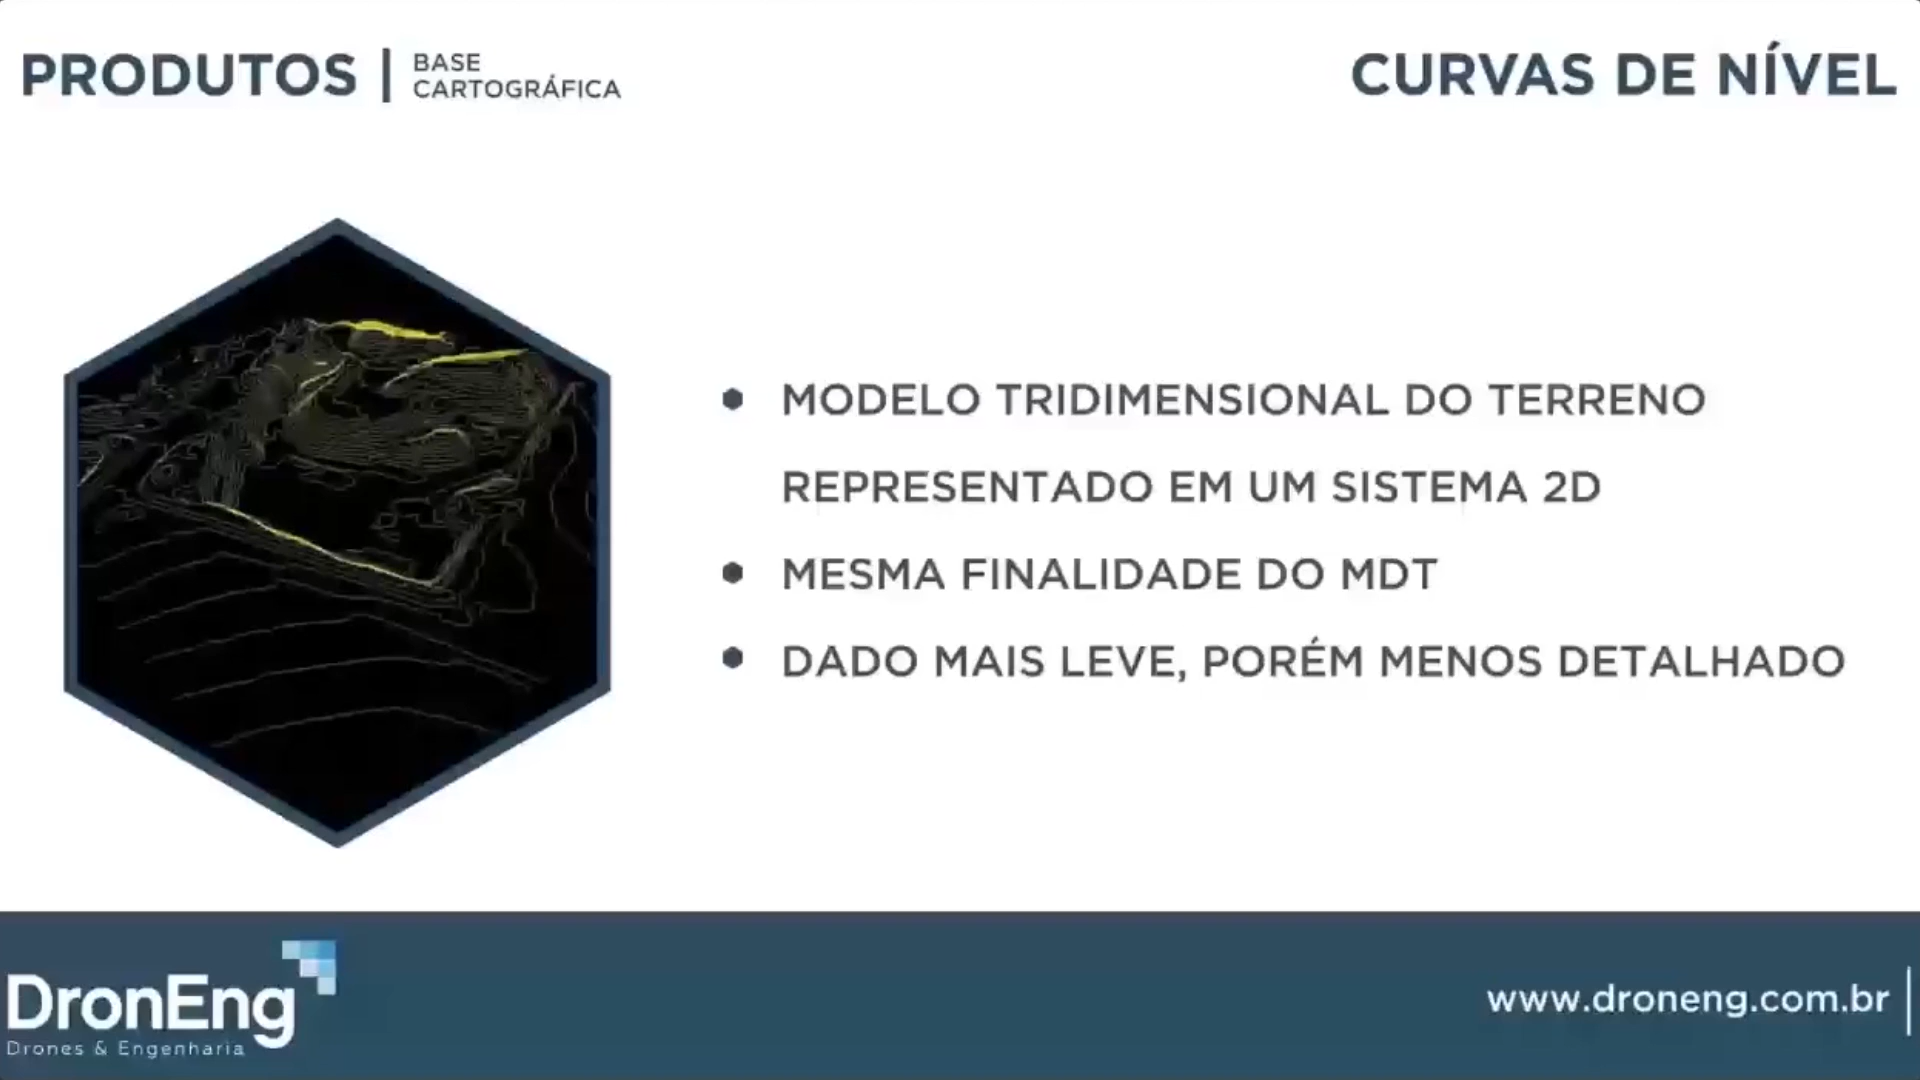 PRODUTOS | BASE
CARTOGRÁFICA
CURVAS DE NÍVEL
MODELO TRIDIMENSIONAL DO TERRENO
REPRESENTADO EM UM SISTEMA 2D
MESMA FINALIDADE DO MDT
DADO MAIS LEVE, PORÉM MENOS DETALHADO
DronEng
Drones & Engenharia
www.droneng.com.br